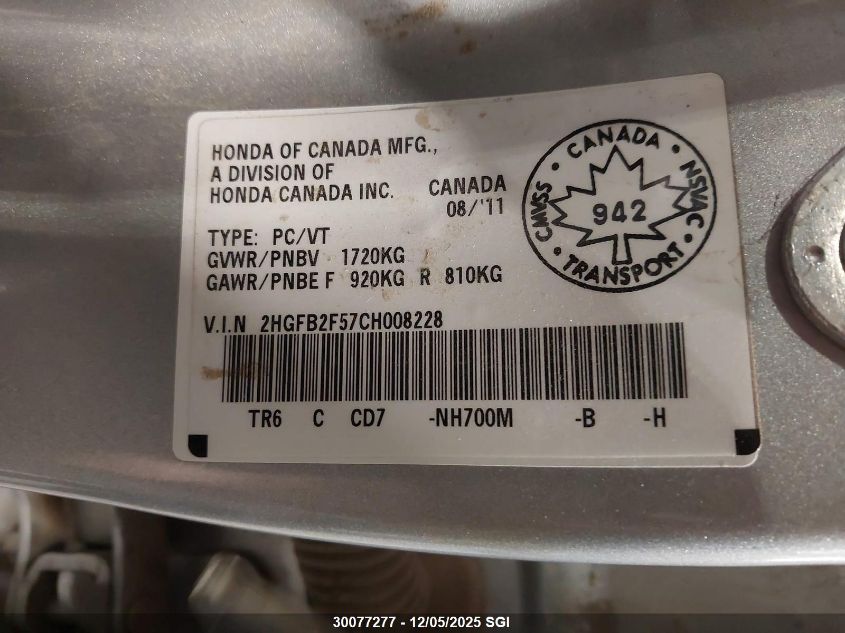 HONDA OF CANADA MFG.,
A DIVISION OF
HONDA CANADA INC. CANADA
08/'11
TYPE: PC/VT
GVWR/PNBV 1720KG
GAWR/PNBE F 920KG R 810KG
V.I.N 2HGFB2F57CH008228
TR6 C CD7 -NH700M -B -H
CANADA
CMVSS 942 NSVAC
TRANSPORT
30077277 - 12/05/2025 SGI